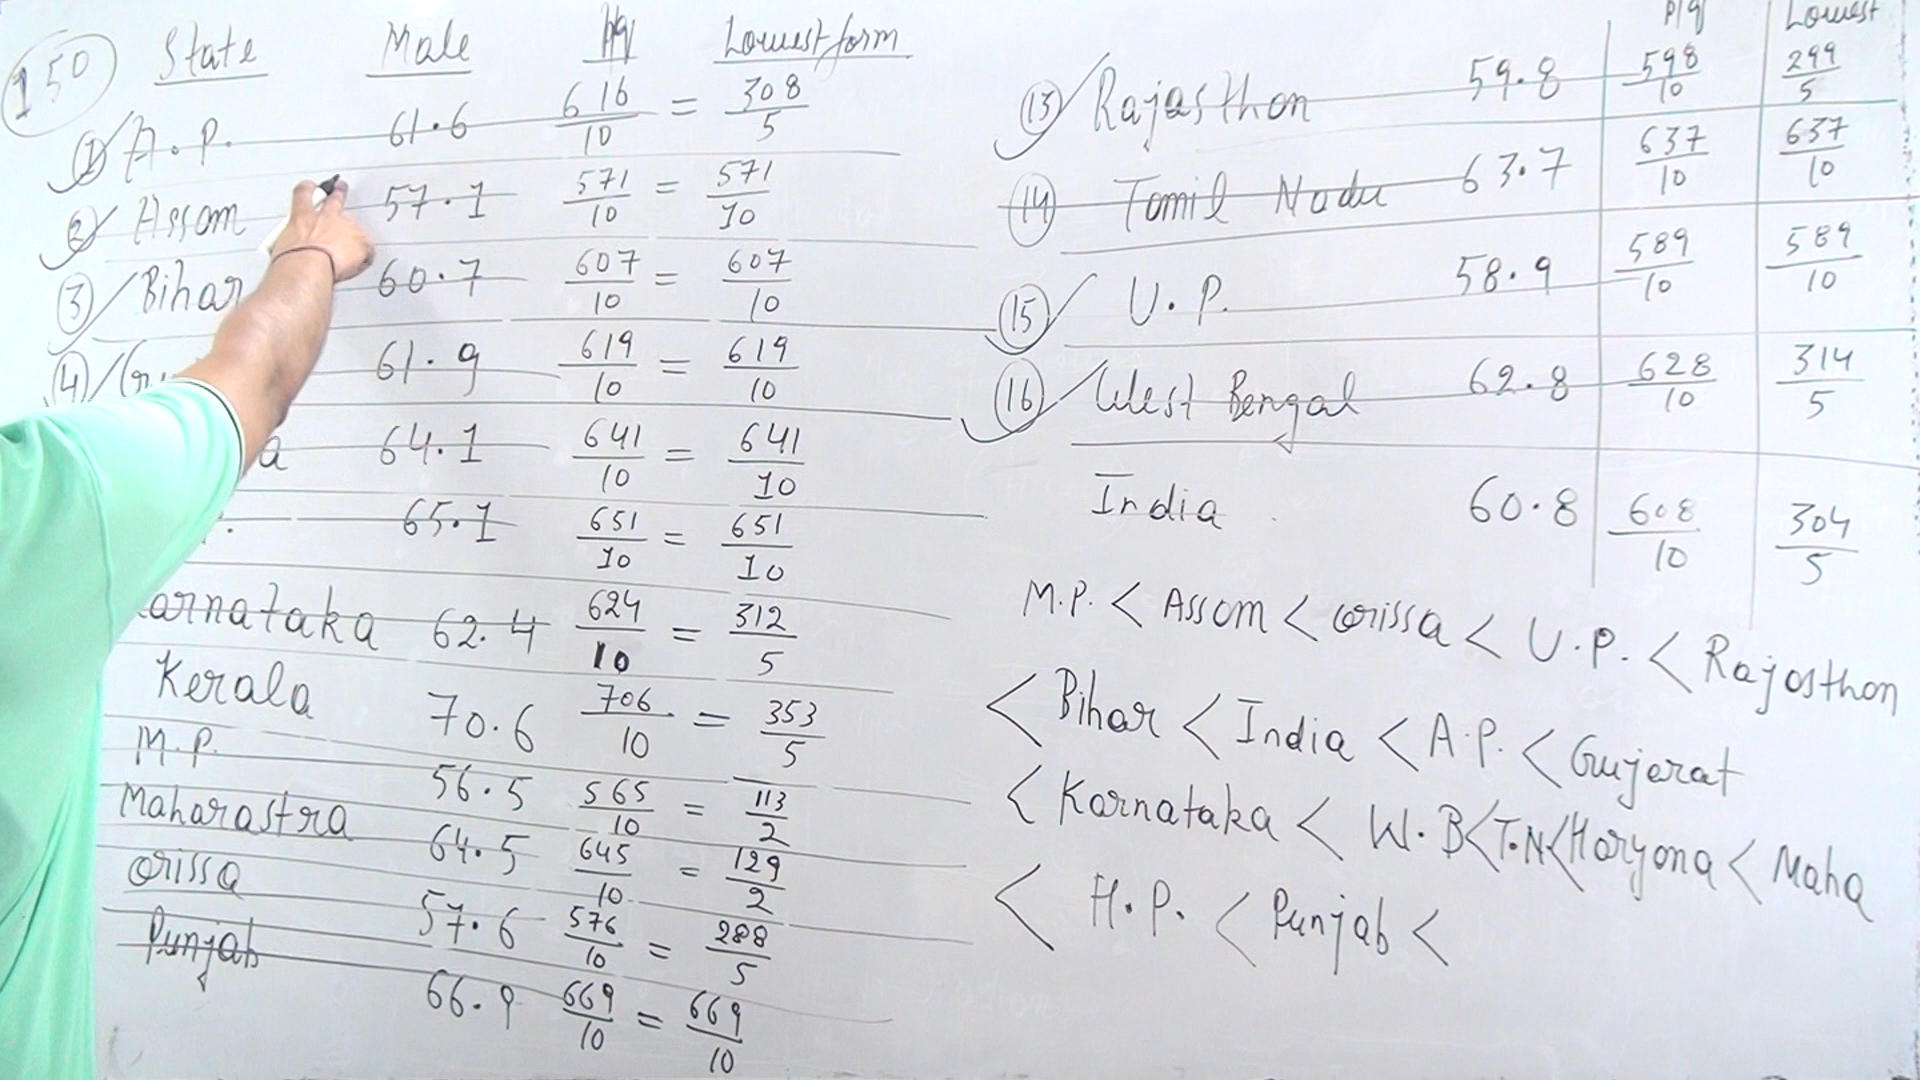 150
State Male P/q Lowest form
① A.P. 61.6 616/10 = 308/5
② Assam 57.1 571/10 = 571/10
③ Bihar 60.7 607/10 = 607/10
④ 61.9 619/10 = 619/10
a 64.1 641/10 = 641/10
65.1 651/10 = 651/10
arnataka 62.4 624/10 = 312/5
Kerala 70.6 706/10 = 353/5
M.P. 56.5 565/10 = 113/2
Maharastra 64.5 645/10 = 129/2
Orissa 57.6 576/10 = 288/5
Punjab 66.9 669/10 = 669/10
P/q Lowest
⑬ Rajasthan 59.8 598/10 299/5
⑭ Tamil Nadu 63.7 637/10 637/10
⑮ U.P. 58.9 589/10 589/10
⑯ West Bengal 62.8 628/10 314/5
India 60.8 608/10 304/5
M.P. < Assam < Orissa < U.P. < Rajasthan
< Bihar < India < A.P. < Gujarat
< Karnataka < W.B < T.N < Haryana < Maha
< H.P. < Punjab <